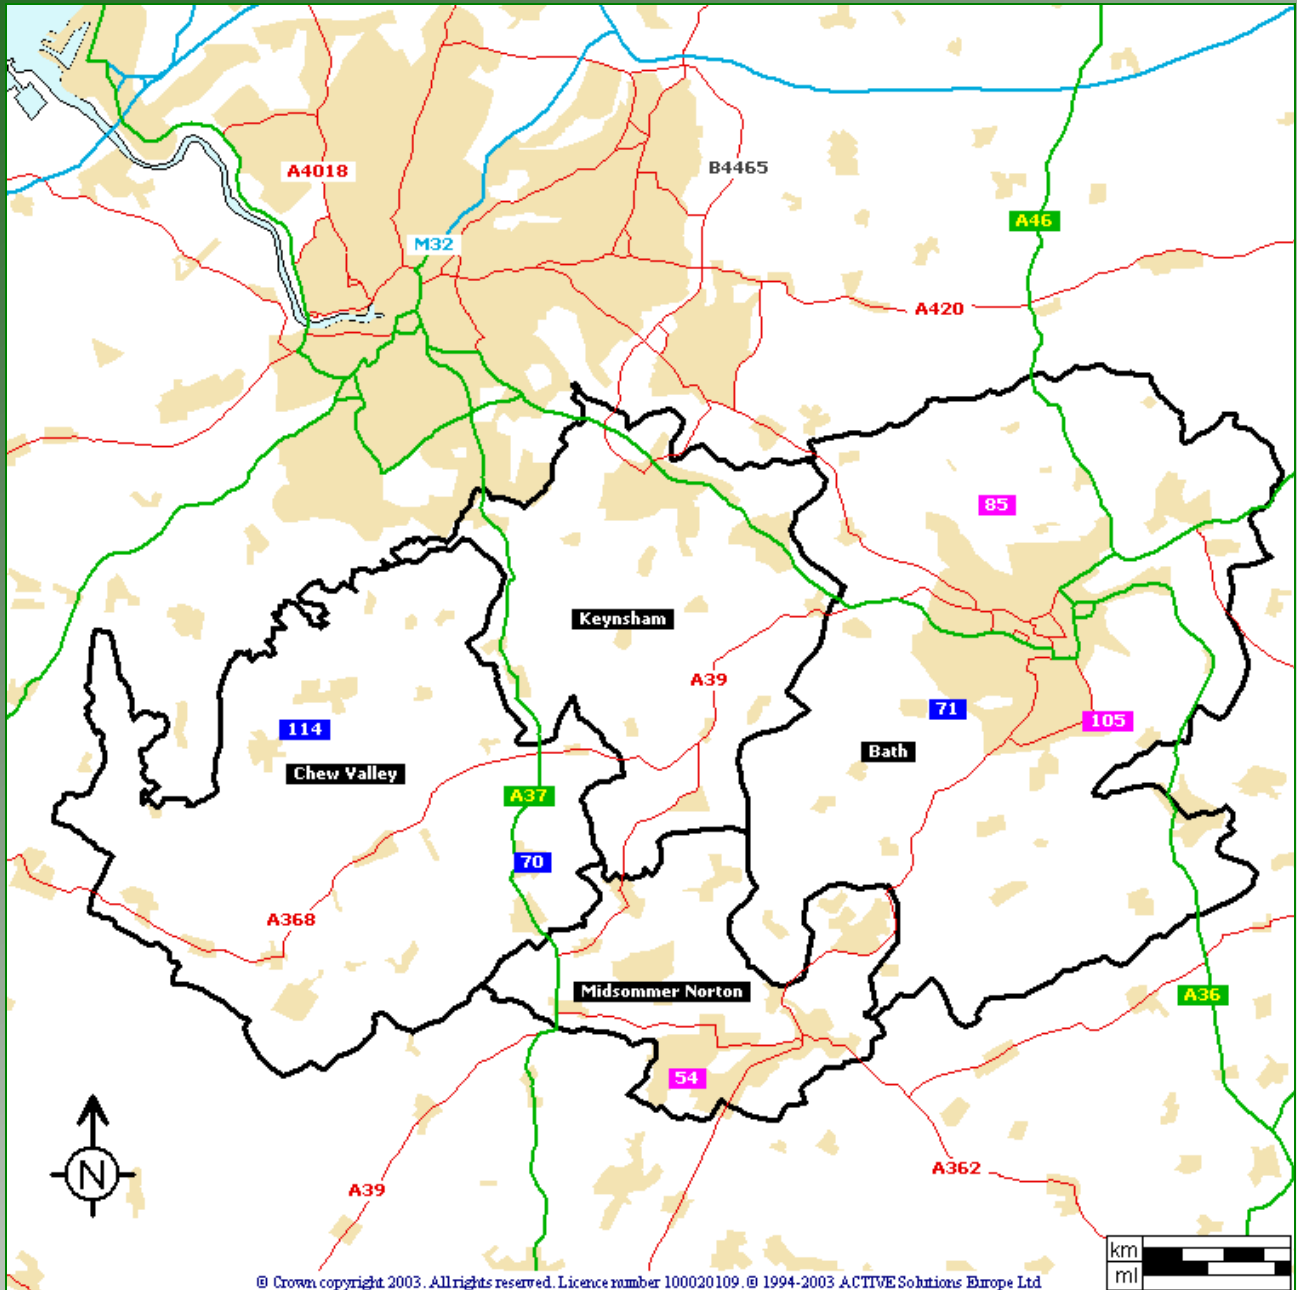 A4018
B4465
A46
M32
A420
85
Keynsham
A39
114
71
105
Bath
Chew Valley
A37
70
A368
Midsommer Norton
A36
54
A362
N
A39
km
ml
© Crown copyright 2003. All rights reserved. Licence number 100020109. © 1994-2003 ACTIVE Solutions Europe Ltd